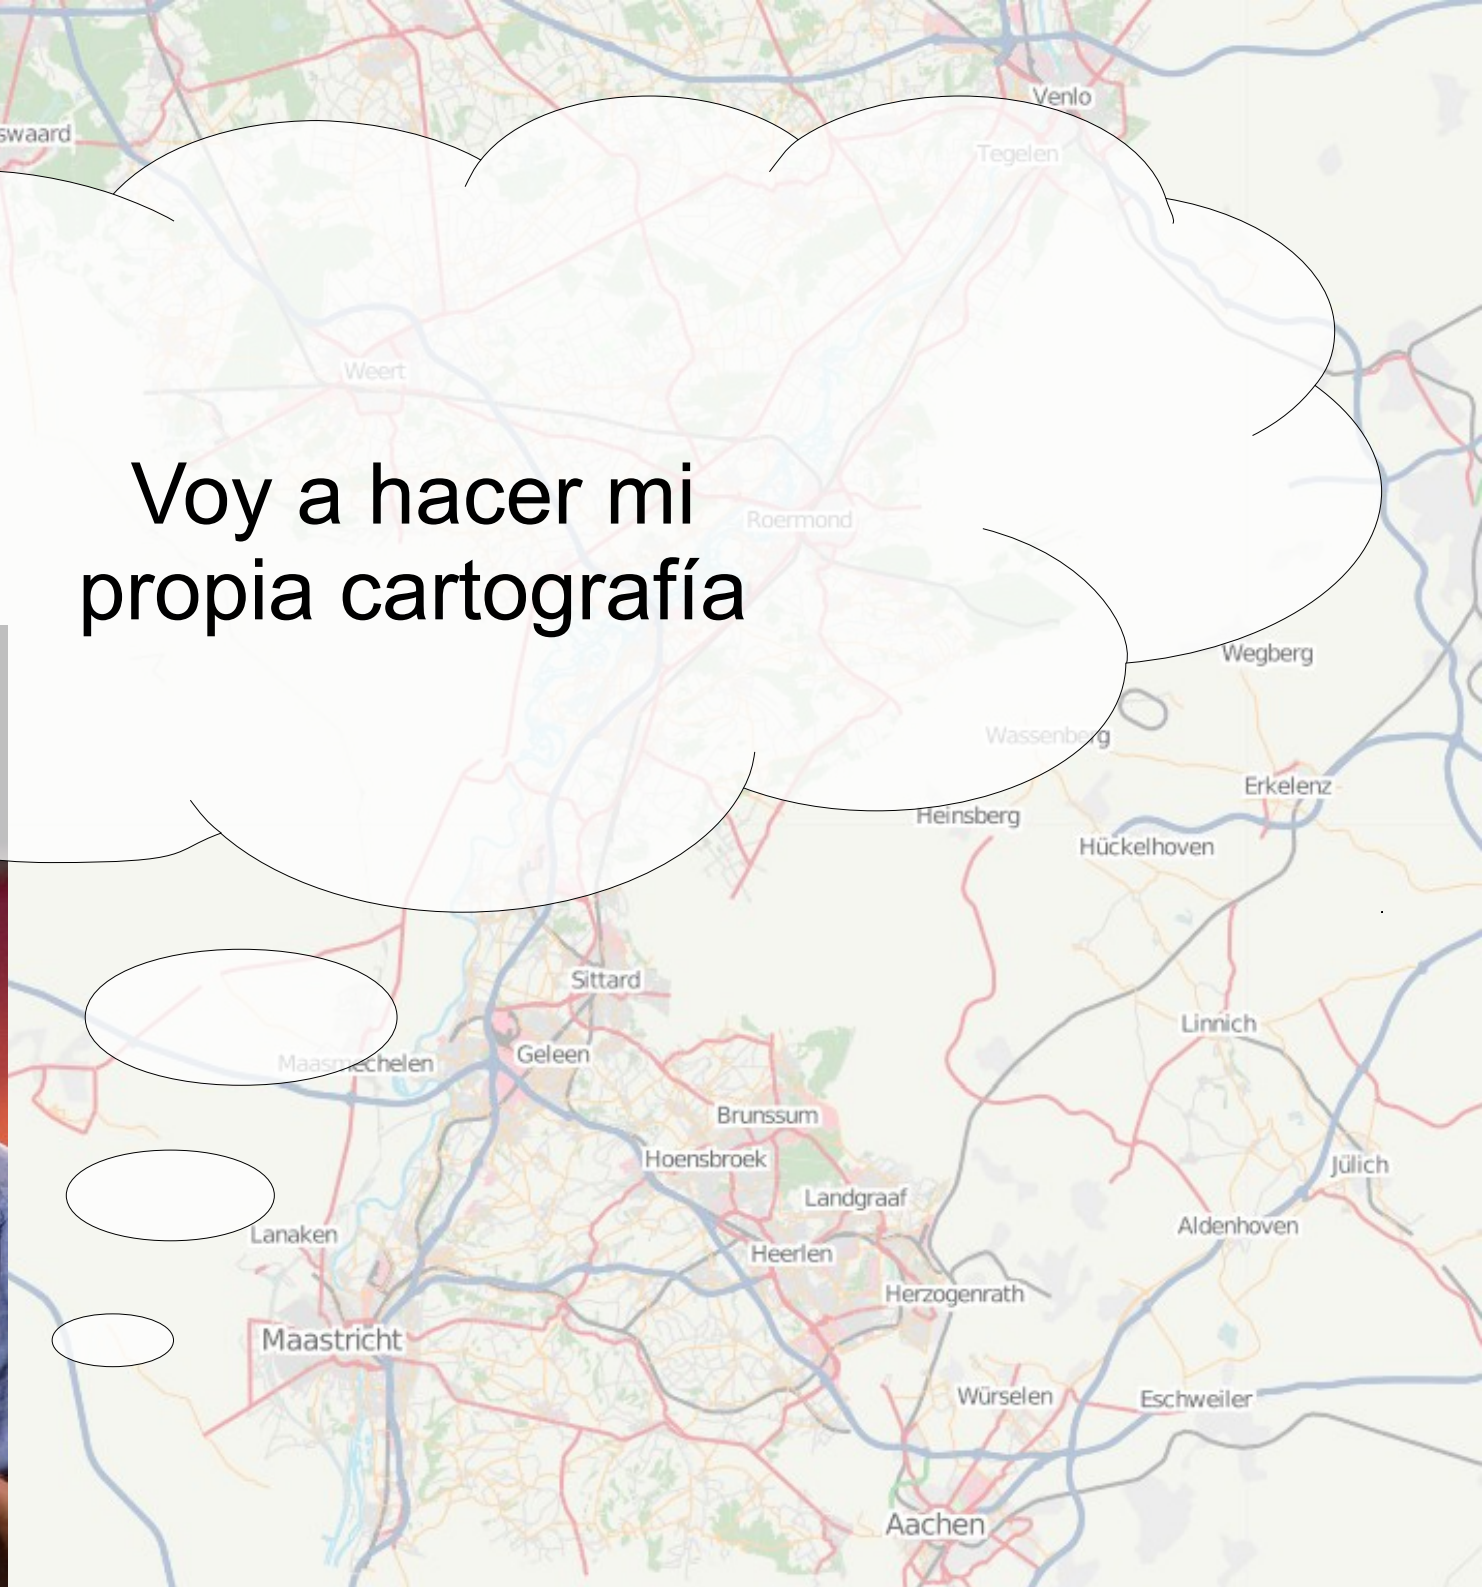 Venlo
swaard
Tegelen
Weert
Voy a hacer mi
Roermond
propia cartografía
Wegberg
Wassenberg
Erkelenz
Heinsberg
Hückelhoven
Sittard
Linnich
Geleen
Maasmechelen
Brunssum
Hoensbroek
Jülich
Landgraaf
Aldenhoven
Lanaken
Heerlen
Herzogenrath
Maastricht
Würselen
Eschweiler
Aachen